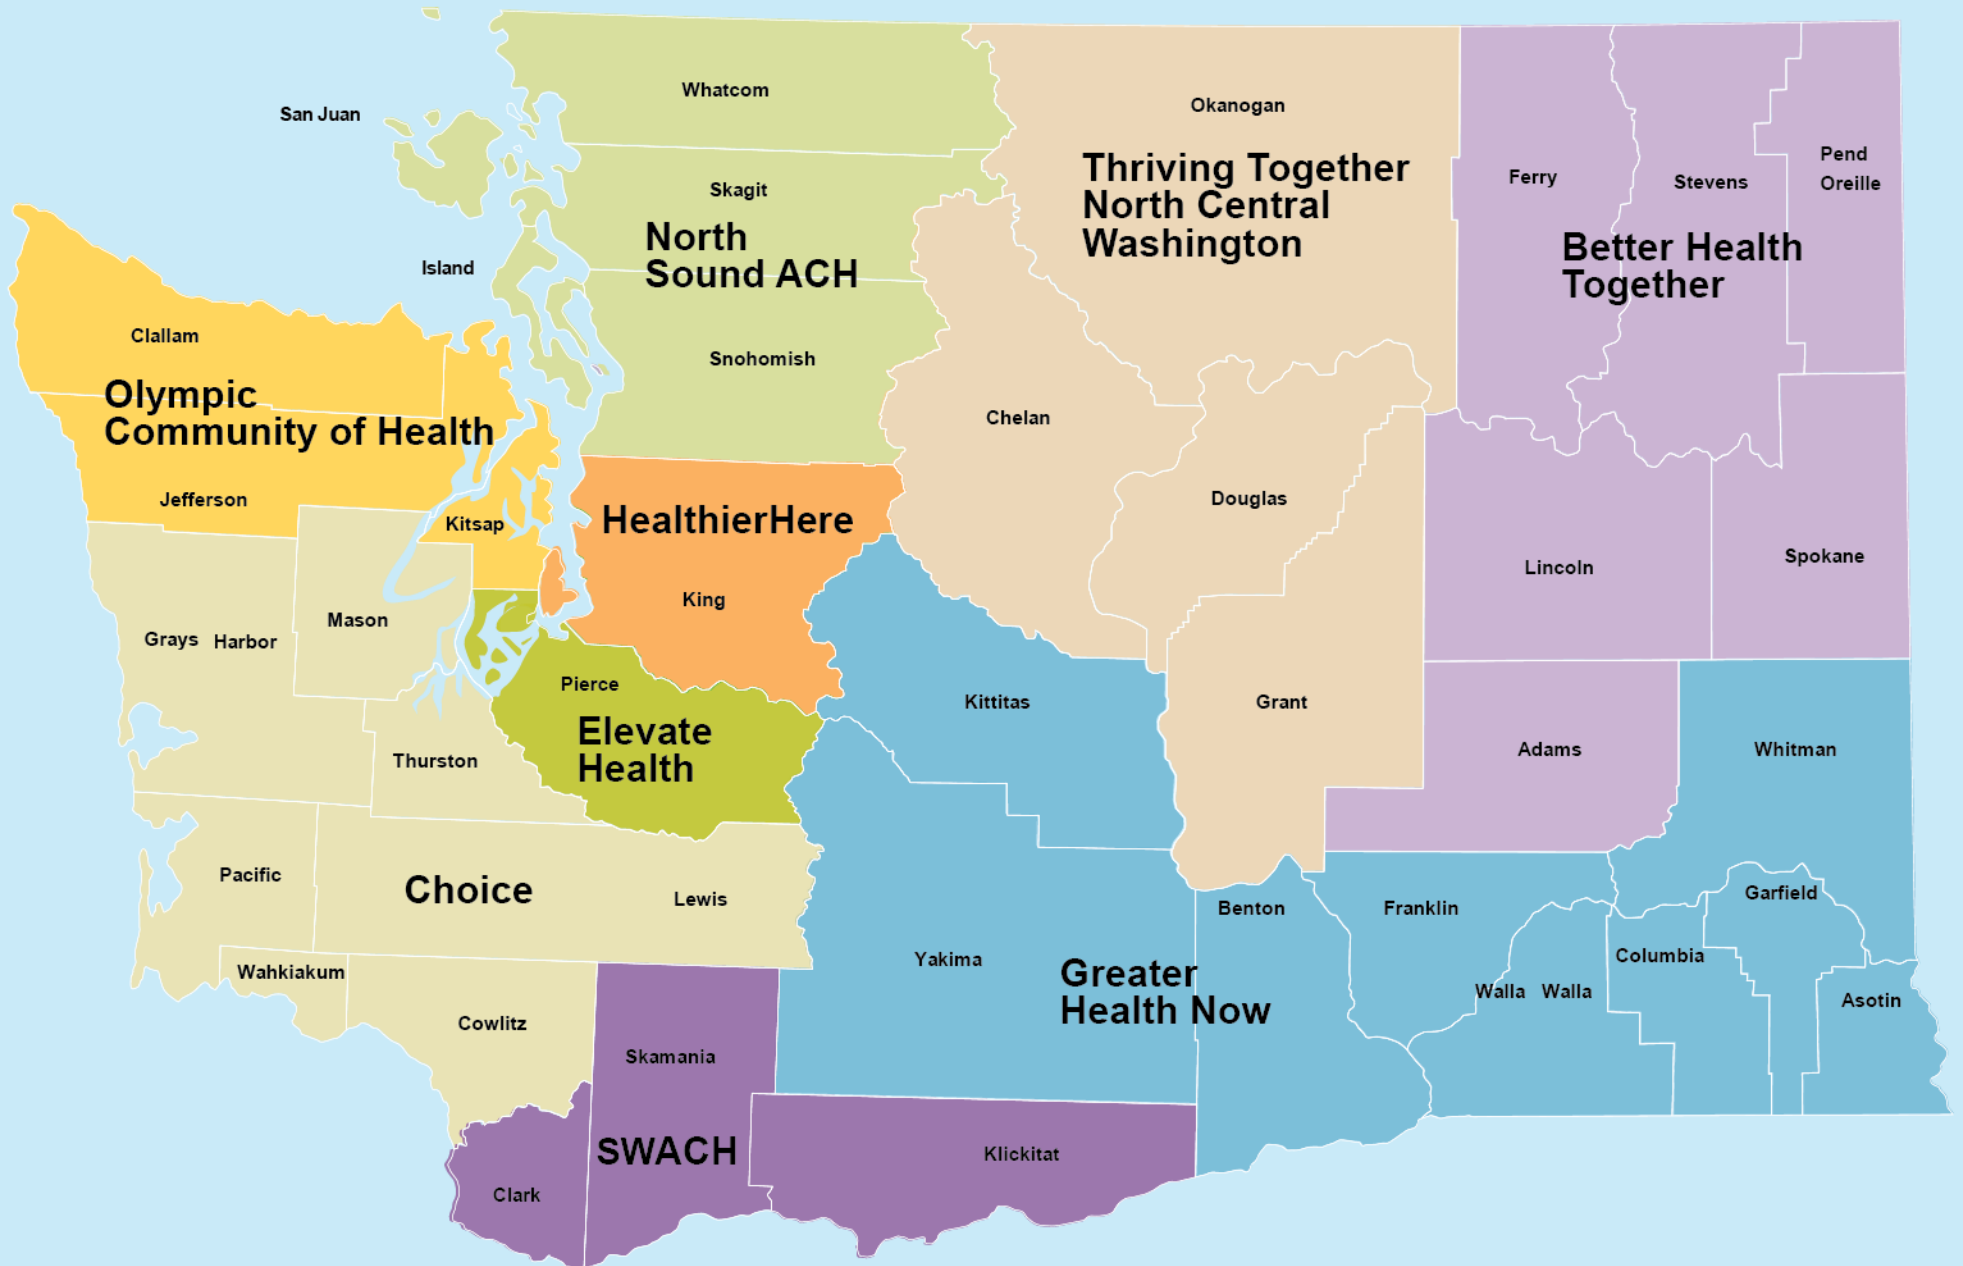 Whatcom
San Juan
Okanogan
Pend
Oreille
Ferry
Stevens
Skagit
Thriving Together
North Central
Washington
North
Sound ACH
Island
Better Health
Together
Clallam
Snohomish
Olympic
Community of Health
Chelan
Jefferson
Kitsap
HealthierHere
Douglas
Lincoln
Spokane
King
Mason
Grays Harbor
Pierce
Kittitas
Grant
Elevate
Health
Thurston
Adams
Whitman
Pacific
Choice
Lewis
Benton
Franklin
Garfield
Wahkiakum
Yakima
Greater
Health Now
Columbia
Walla Walla
Asotin
Cowlitz
Skamania
SWACH
Klickitat
Clark